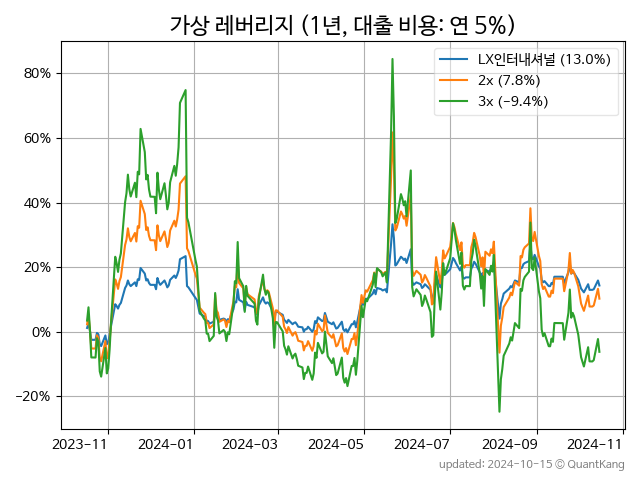 가상 레버리지 (1년, 대출 비용: 연 5%)
LX인터내셔널 (13.0%)
2x (7.8%)
3x (-9.4%)
80%
60%
40%
20%
0%
−20%
2023-11
2024-01
2024-03
2024-05
2024-07
2024-09
2024-11
updated: 2024-10-15 © QuantKang